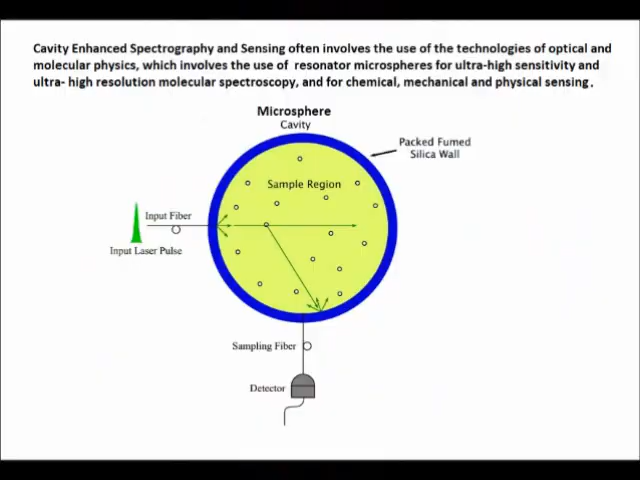 Cavity Enhanced Spectrography and Sensing often involves the use of the technologies of optical and
molecular physics, which involves the use of resonator microspheres for ultra-high sensitivity and
ultra- high resolution molecular spectroscopy, and for chemical, mechanical and physical sensing.
Microsphere
Cavity
Packed Fumed
Silica Wall
Sample Region
Input Fiber
Input Laser Pulse
Sampling Fiber
Detector